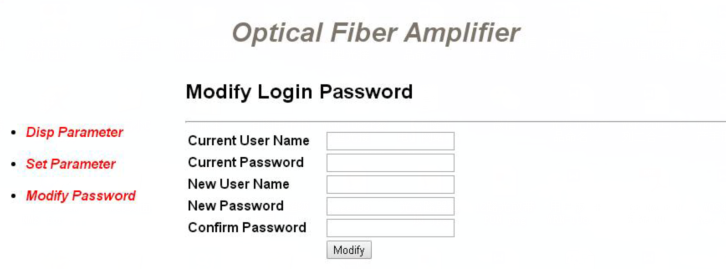 Optical Fiber Amplifier
Modify Login Password
Disp Parameter
Set Parameter
Modify Password
Current User Name
Current Password
New User Name
New Password
Confirm Password
Modify